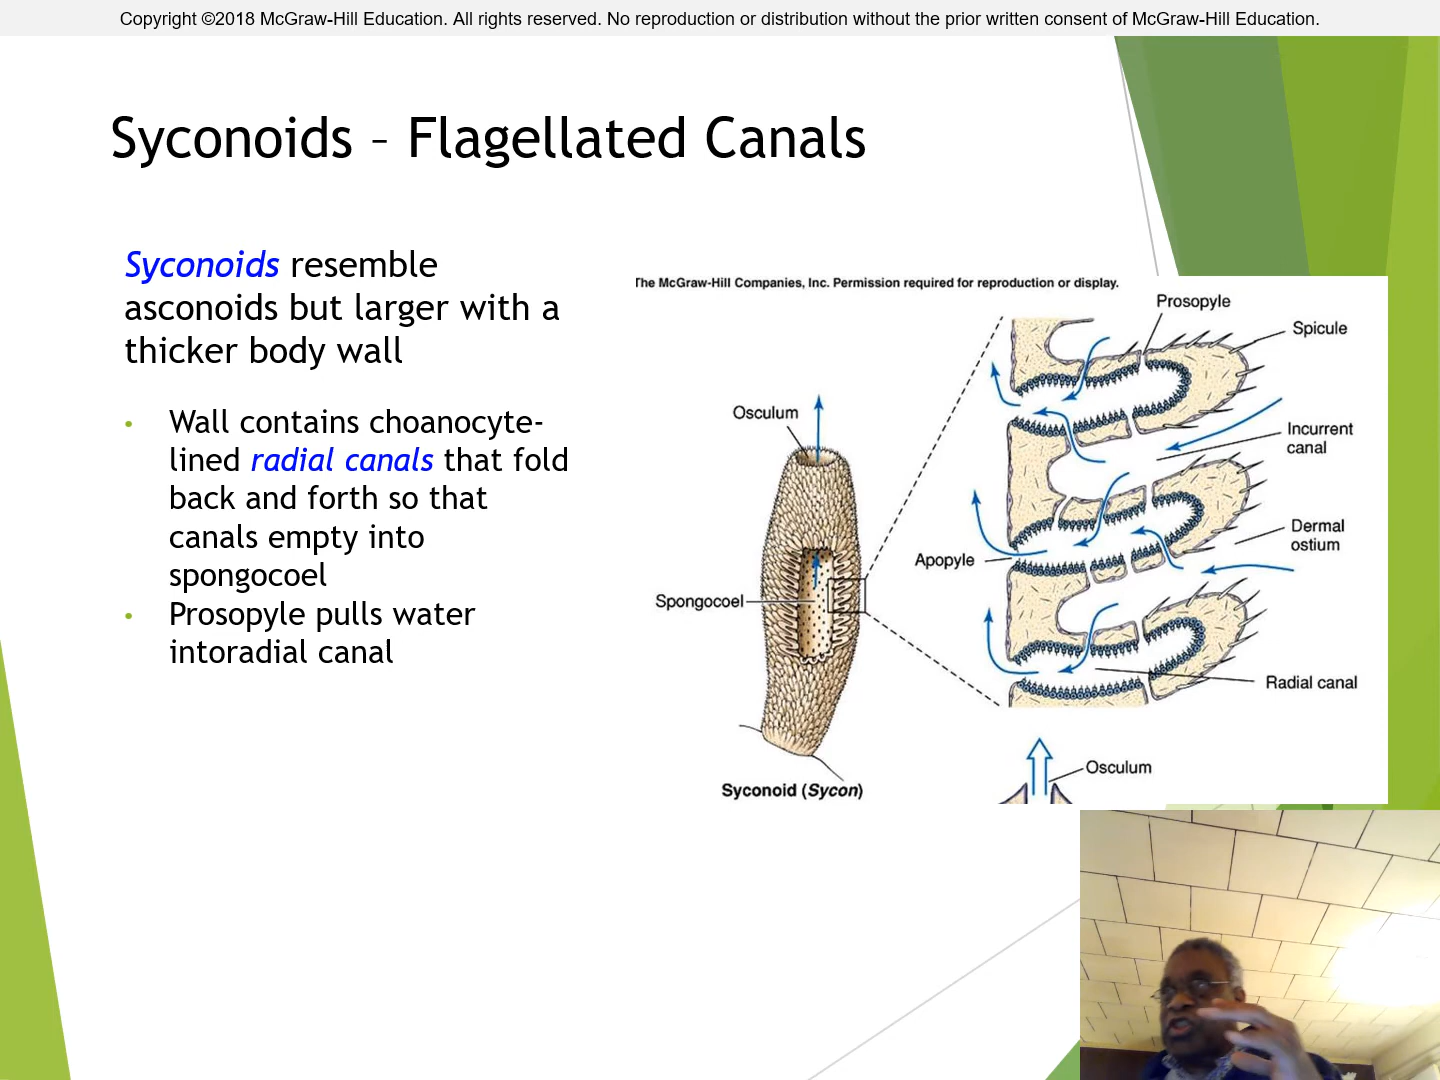 Copyright ©2018 McGraw-Hill Education. All rights reserved. No reproduction or distribution without the prior written consent of McGraw-Hill Education.
Syconoids – Flagellated Canals
Syconoids resemble
asconoids but larger with a
thicker body wall
• Wall contains choanocyte-
lined radial canals that fold
back and forth so that
canals empty into
spongocoel
• Prosopyle pulls water
intoradial canal
The McGraw-Hill Companies, Inc. Permission required for reproduction or display.
Prosopyle
Spicule
Osculum
Incurrent
canal
Dermal
ostium
Apopyle
Spongocoel
Radial canal
Osculum
Syconoid (Sycon)